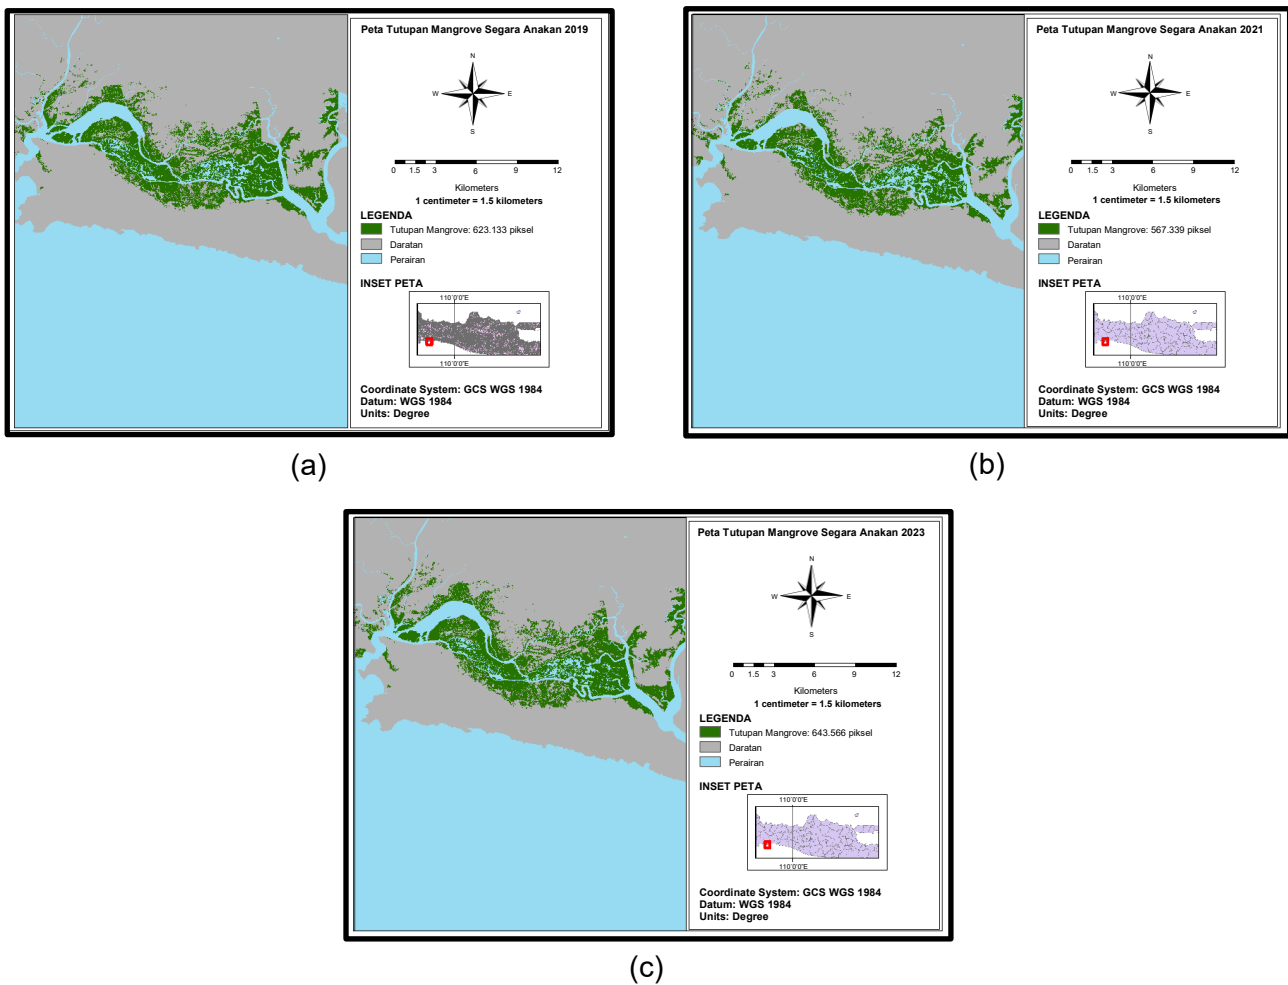 Peta Tutupan Mangrove Segara Anakan 2019
N
W E
S
0 1.5 3 6 9 12
Kilometers
1 centimeter = 1.5 kilometers
LEGENDA
Tutupan Mangrove: 623.133 piksel
Daratan
Perairan
INSET PETA
110°0'0"E
110°0'0"E
Coordinate System: GCS WGS 1984
Datum: WGS 1984
Units: Degree
(a)
Peta Tutupan Mangrove Segara Anakan 2021
N
W E
S
0 1.5 3 6 9 12
Kilometers
1 centimeter = 1.5 kilometers
LEGENDA
Tutupan Mangrove: 567.339 piksel
Daratan
Perairan
INSET PETA
110°0'0"E
110°0'0"E
Coordinate System: GCS WGS 1984
Datum: WGS 1984
Units: Degree
(b)
Peta Tutupan Mangrove Segara Anakan 2023
N
W E
S
0 1.5 3 6 9 12
Kilometers
1 centimeter = 1.5 kilometers
LEGENDA
Tutupan Mangrove: 643.566 piksel
Daratan
Perairan
INSET PETA
110°0'0"E
110°0'0"E
Coordinate System: GCS WGS 1984
Datum: WGS 1984
Units: Degree
(c)